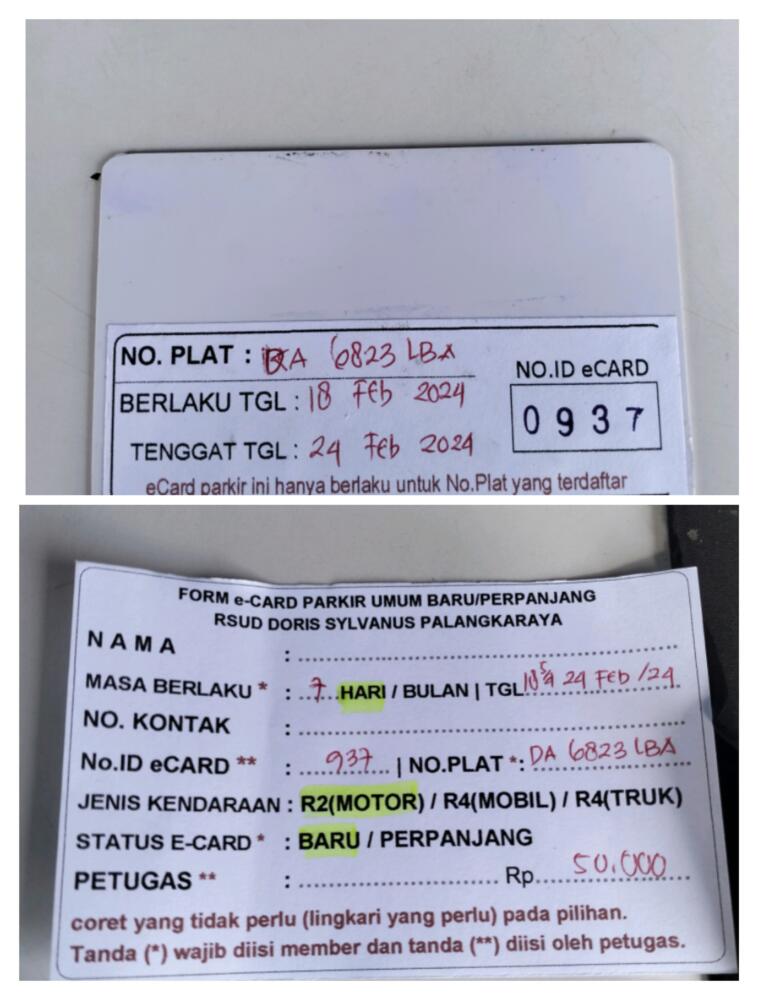 NO. PLAT : DA 6823 LBA
BERLAKU TGL : 18 Feb 2024
TENGGAT TGL : 24 Feb 2024
NO.ID eCARD
0937
eCard parkir ini hanya berlaku untuk No.Plat yang terdaftar
FORM e-CARD PARKIR UMUM BARU/PERPANJANG
RSUD DORIS SYLVANUS PALANGKARAYA
NAMA :
MASA BERLAKU * : 7 HARI / BULAN | TGL 18 24 Feb /24
NO. KONTAK :
No.ID eCARD ** : 937 | NO.PLAT *: DA 6823 LBA
JENIS KENDARAAN : R2(MOTOR) / R4(MOBIL) / R4(TRUK)
STATUS E-CARD * : BARU / PERPANJANG
PETUGAS ** : Rp. 50.000
coret yang tidak perlu (lingkari yang perlu) pada pilihan.
Tanda (*) wajib diisi member dan tanda (**) diisi oleh petugas.